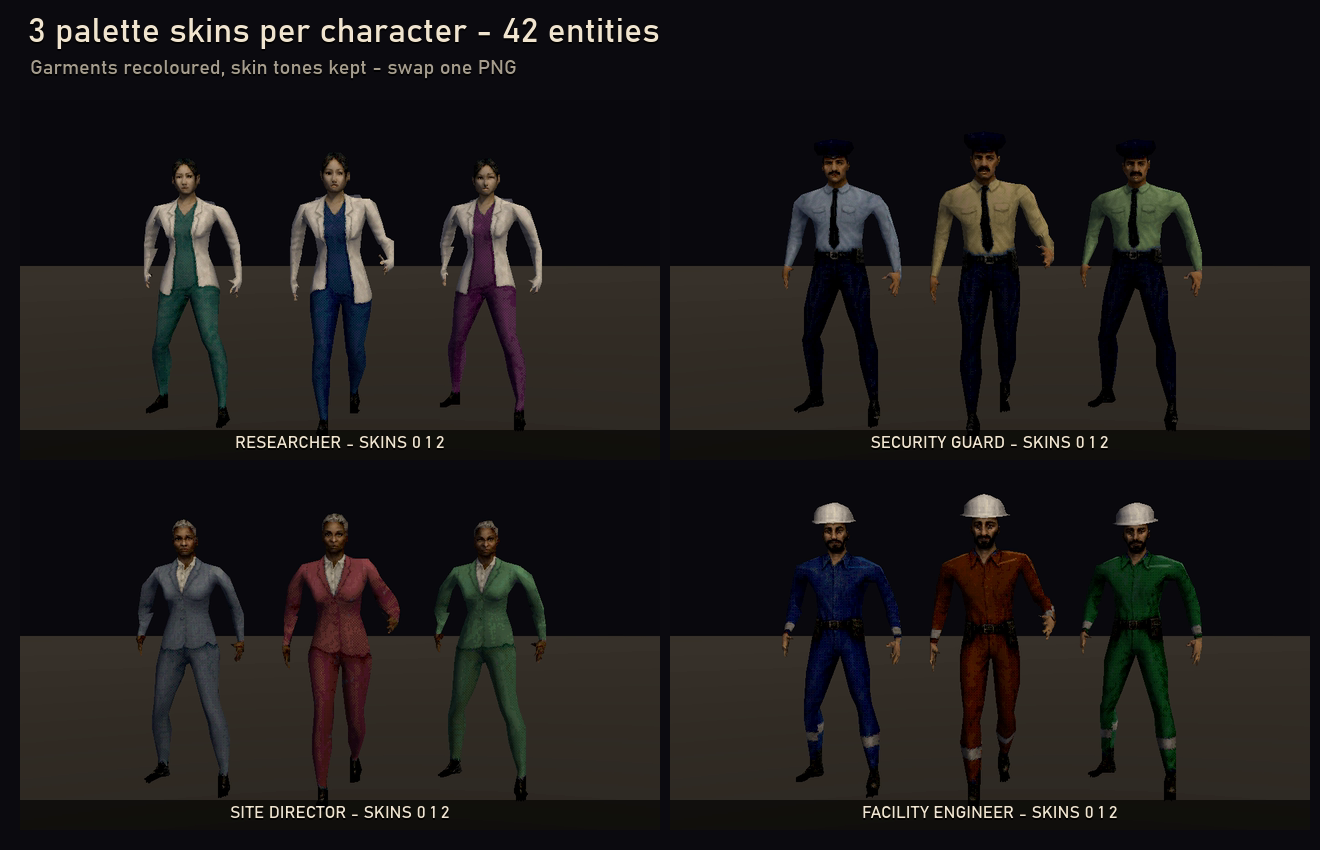 3 palette skins per character - 42 entities
Garments recoloured, skin tones kept - swap one PNG
RESEARCHER - SKINS 0 1 2
SECURITY GUARD - SKINS 0 1 2
SITE DIRECTOR - SKINS 0 1 2
FACILITY ENGINEER - SKINS 0 1 2